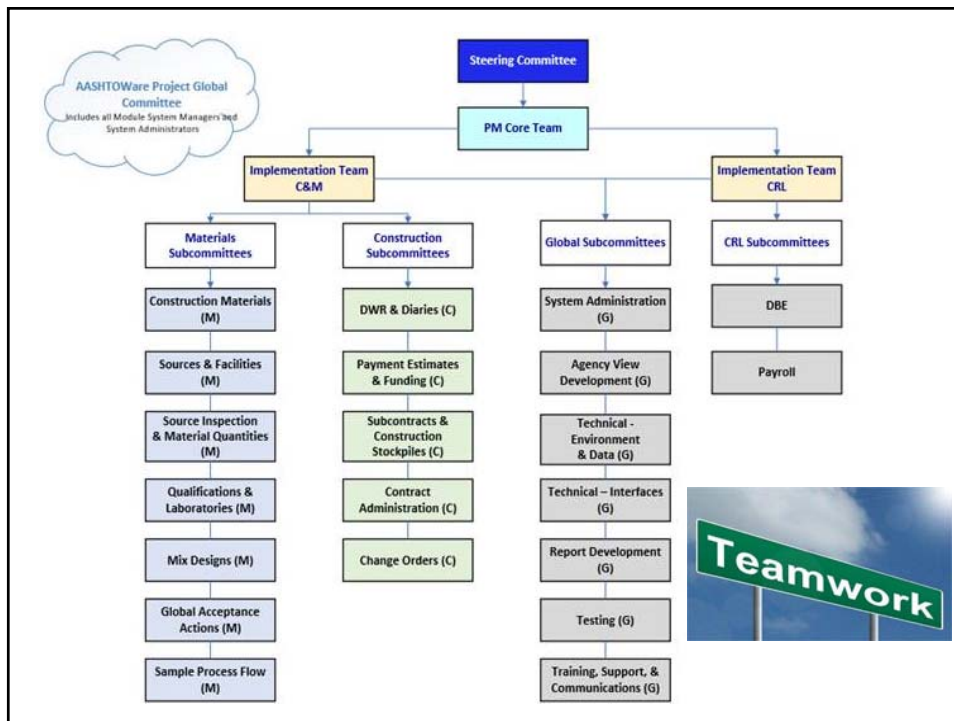 AASHTOWare Project Global
Committee
Includes all Module System Managers and
System Administrators
Steering Committee
PM Core Team
Implementation Team
C&M
Implementation Team
CRL
Materials
Subcommittees
Construction
Subcommittees
Global Subcommittees
CRL Subcommittees
Construction Materials
(M)
Sources & Facilities
(M)
Source Inspection
& Material Quantities
(M)
Qualifications &
Laboratories (M)
Mix Designs (M)
Global Acceptance
Actions (M)
Sample Process Flow
(M)
DWR & Diaries (C)
Payment Estimates
& Funding (C)
Subcontracts &
Construction
Stockpiles (C)
Contract
Administration (C)
Change Orders (C)
System Administration
(G)
Agency View
Development (G)
Technical -
Environment
& Data (G)
Technical – Interfaces
(G)
Report Development
(G)
Testing (G)
Training, Support, &
Communications (G)
DBE
Payroll
Teamwork